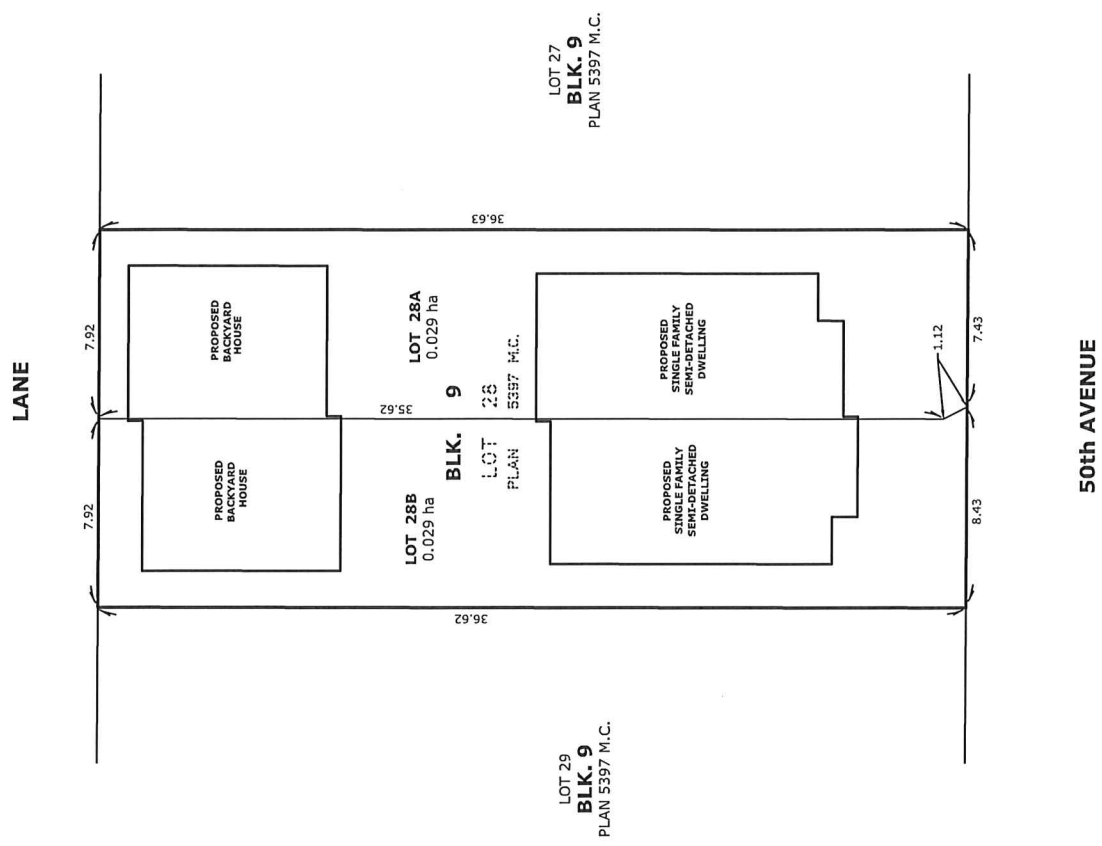 LANE
7.92
7.92
LOT 27
BLK. 9
PLAN 5397 M.C.
36.63
PROPOSED
BACKYARD
HOUSE
PROPOSED
BACKYARD
HOUSE
LOT 28A
0.029 ha
35.62
BLK. 9
LOT 28
PLAN 5397 M.C.
LOT 28B
0.029 ha
36.62
PROPOSED
SINGLE FAMILY
SEMI-DETACHED
DWELLING
PROPOSED
SINGLE FAMILY
SEMI-DETACHED
DWELLING
1.12
7.43
8.43
LOT 29
BLK. 9
PLAN 5397 M.C.
50th AVENUE